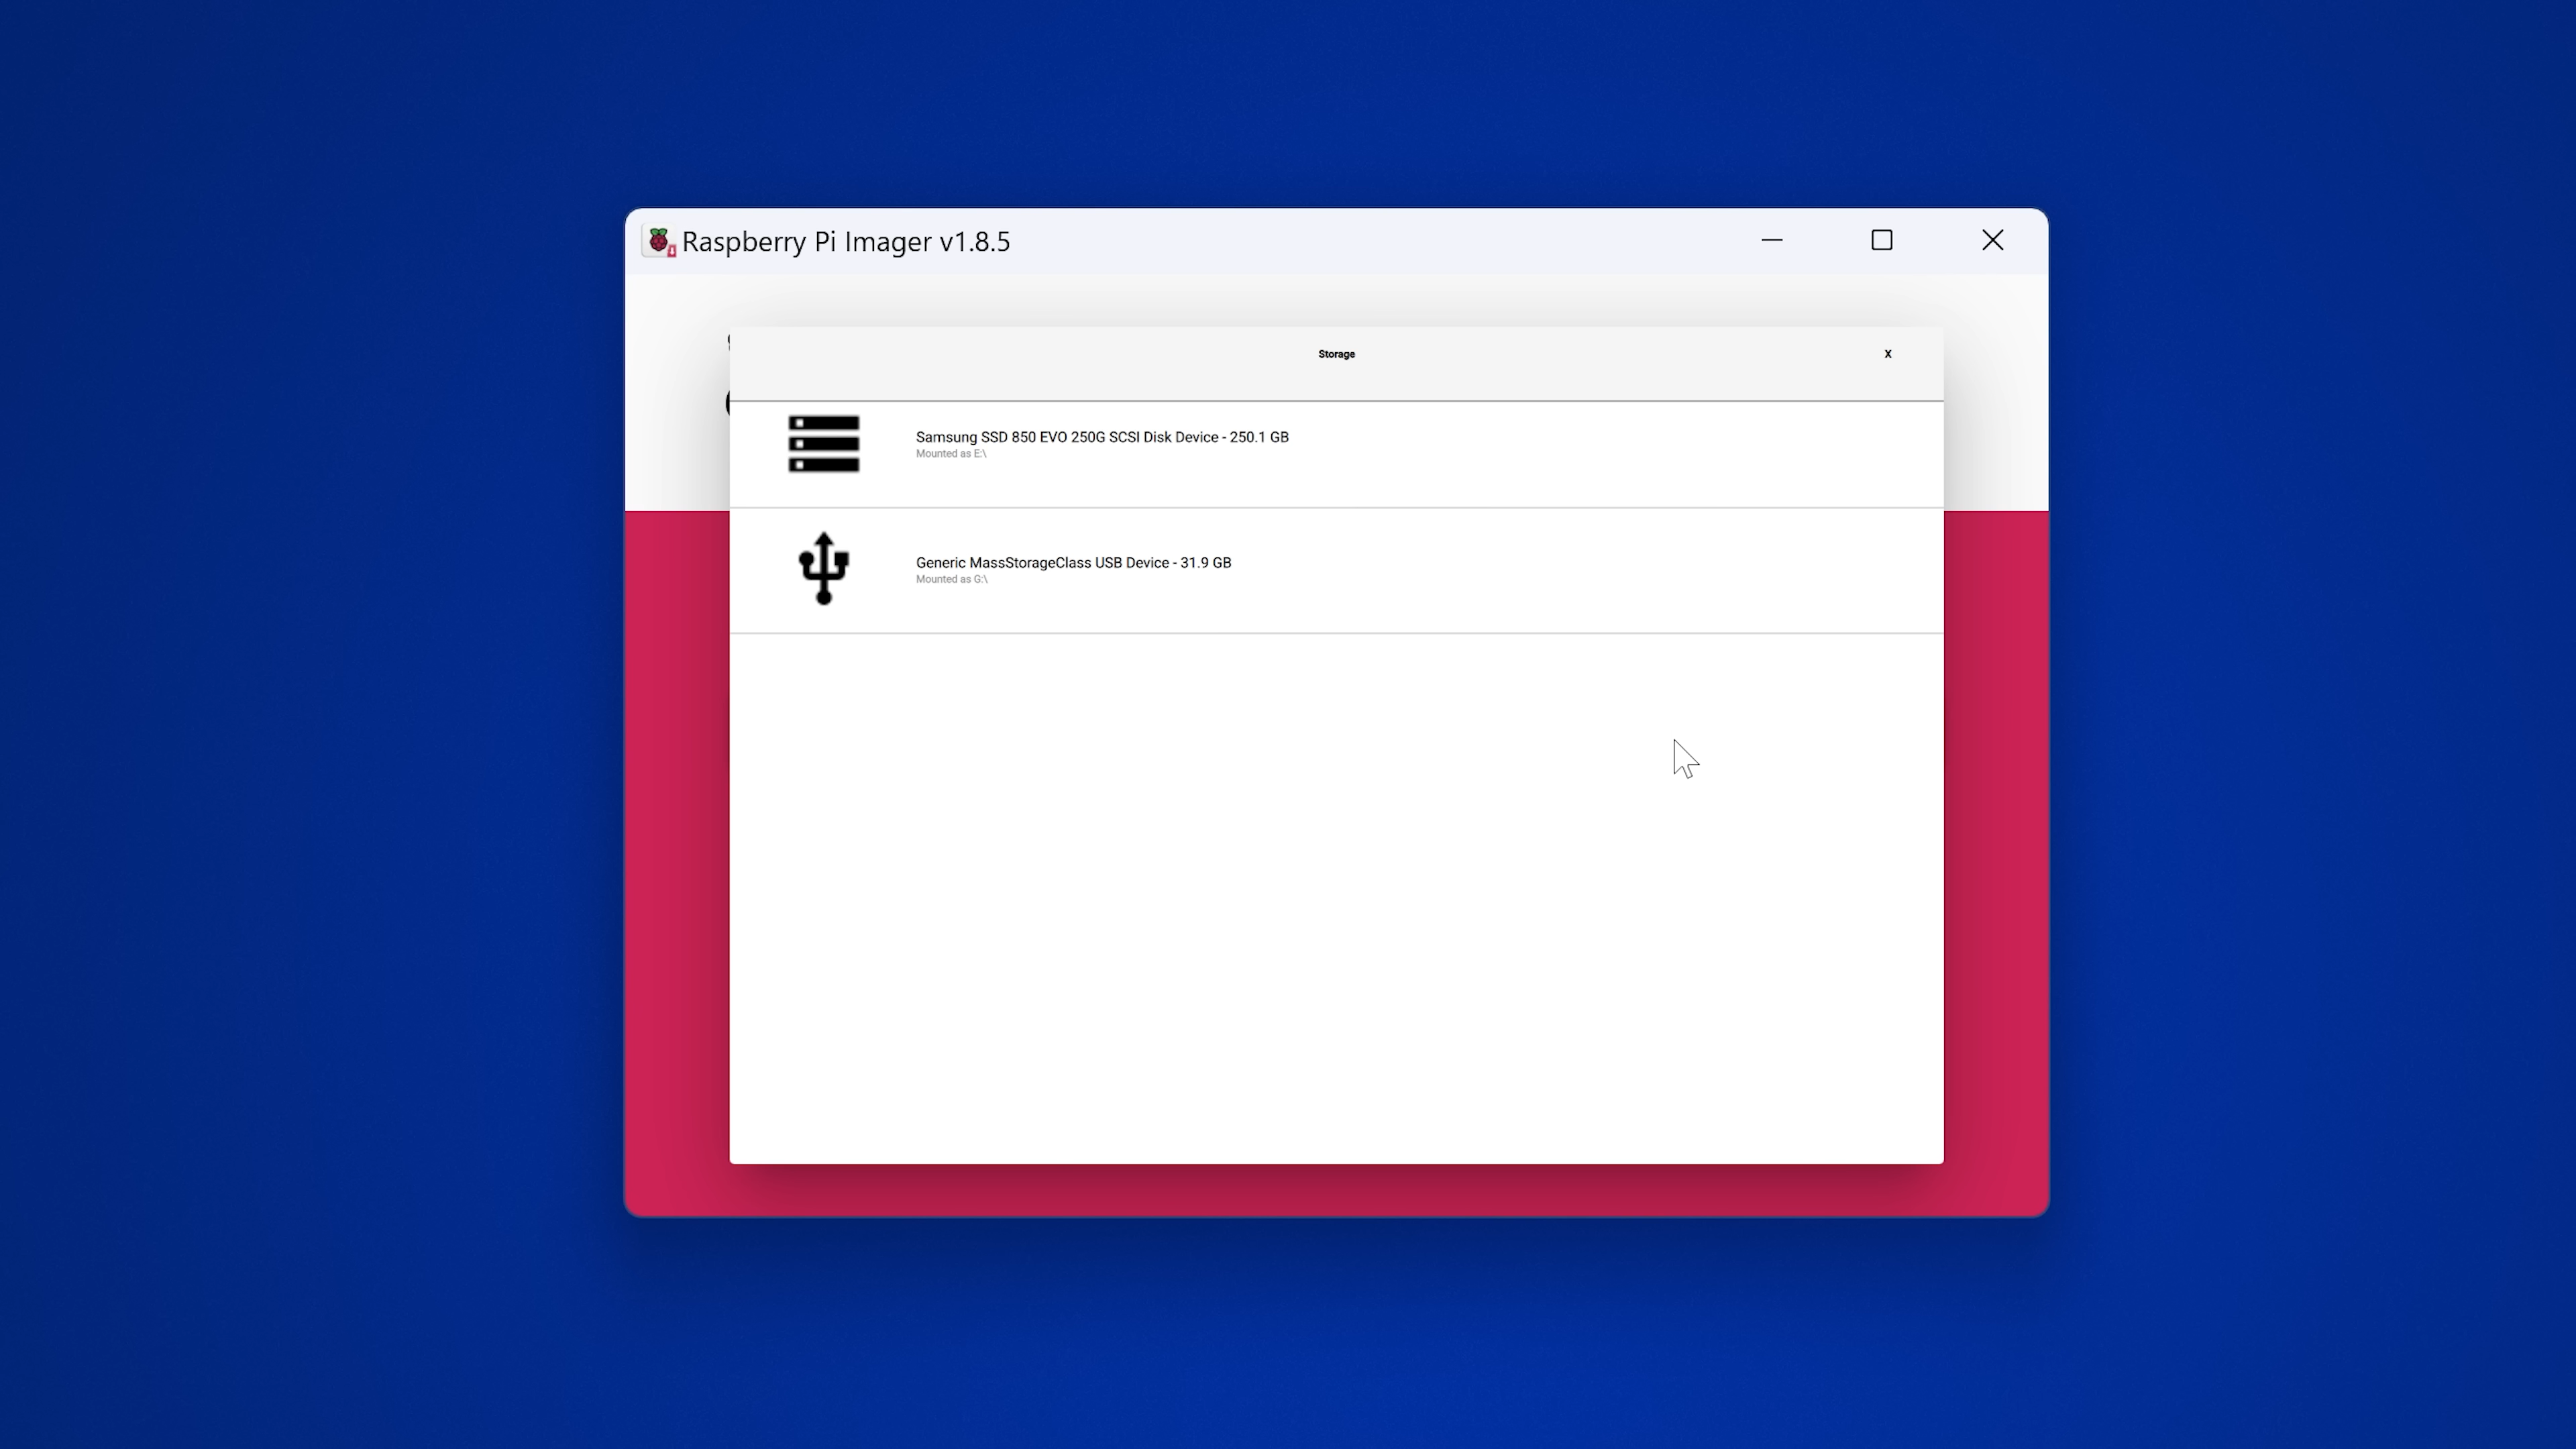 Raspberry Pi Imager v1.8.5
Storage
X
Samsung SSD 850 EVO 250G SCSI Disk Device - 250.1 GB
Mounted as E:\
Generic MassStorageClass USB Device - 31.9 GB
Mounted as G:\